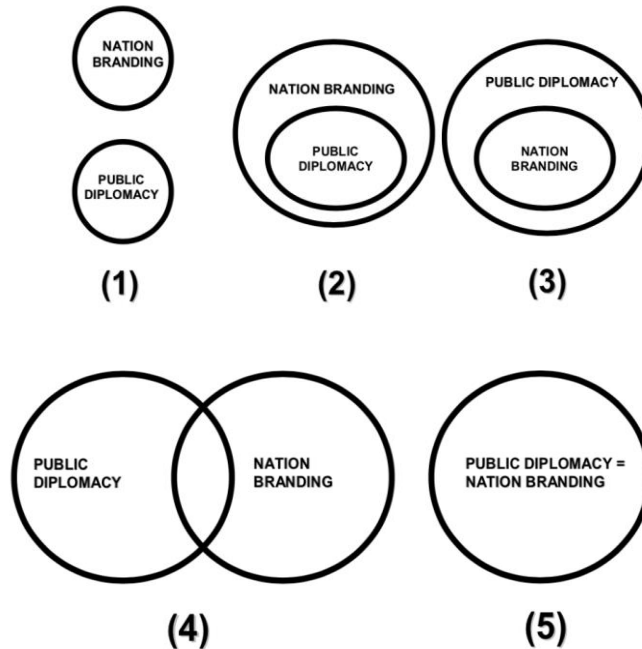 NATION
BRANDING
PUBLIC
DIPLOMACY
(1)
NATION BRANDING
PUBLIC
DIPLOMACY
(2)
PUBLIC DIPLOMACY
NATION
BRANDING
(3)
PUBLIC
DIPLOMACY
NATION
BRANDING
(4)
PUBLIC DIPLOMACY =
NATION BRANDING
(5)